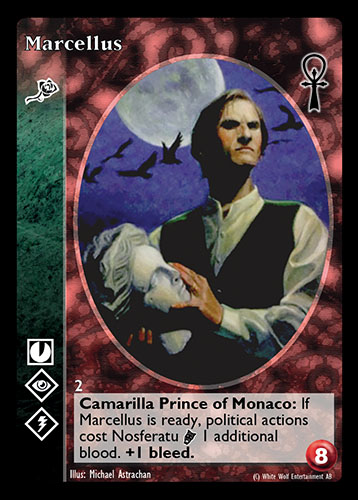 Marcellus
2
Camarilla Prince of Monaco: If
Marcellus is ready, political actions
cost Nosferatu 1 additional
blood. +1 bleed.
8
Illus: Michael Astrachan
(C) White Wolf Entertainment AB